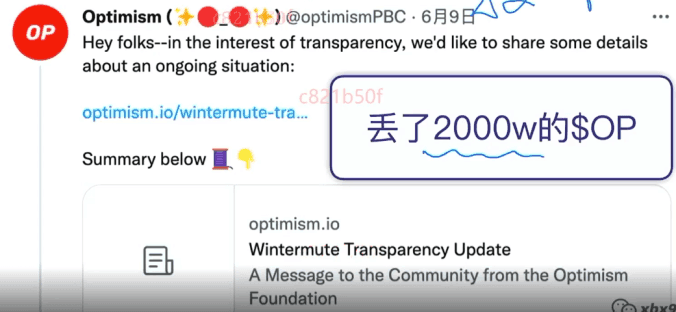 OP
Optimism (✨🔴_🔴✨) @optimismPBC · 6月9日
Hey folks--in the interest of transparency, we'd like to share some details
about an ongoing situation:
c821b50f
optimism.io/wintermute-tra...
丢了2000w的$OP
Summary below 🧵👇
optimism.io
Wintermute Transparency Update
A Message to the Community from the Optimism
Foundation
xbx9